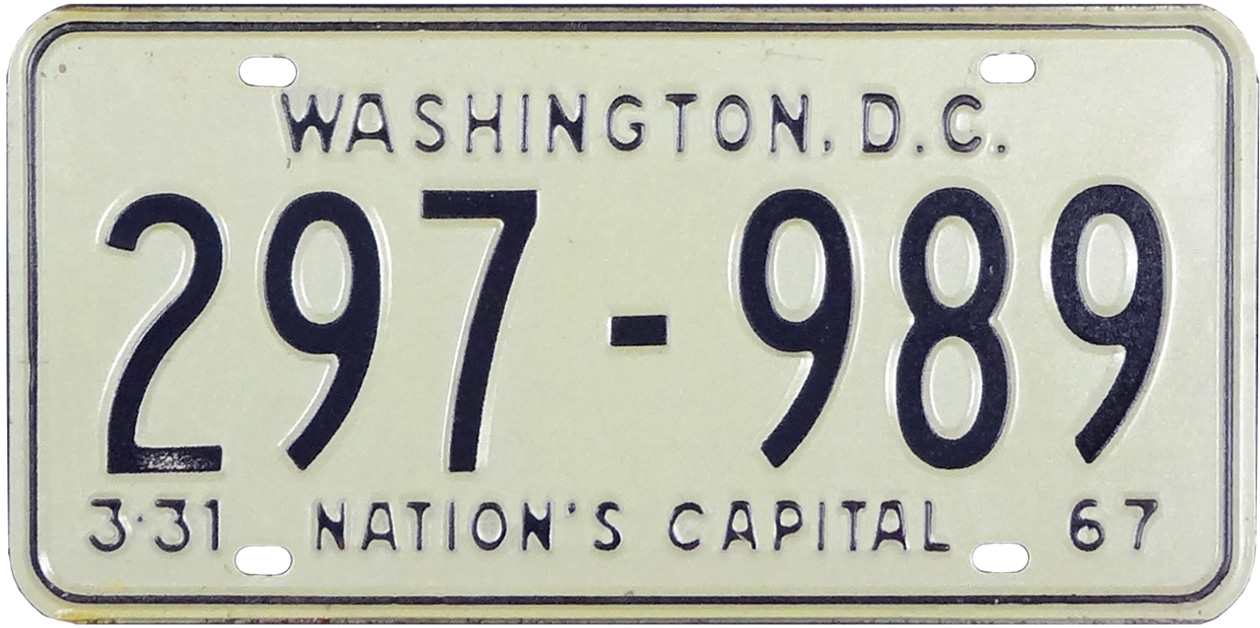 WASHINGTON, D.C.
297-989
3·31 NATION'S CAPITAL 67